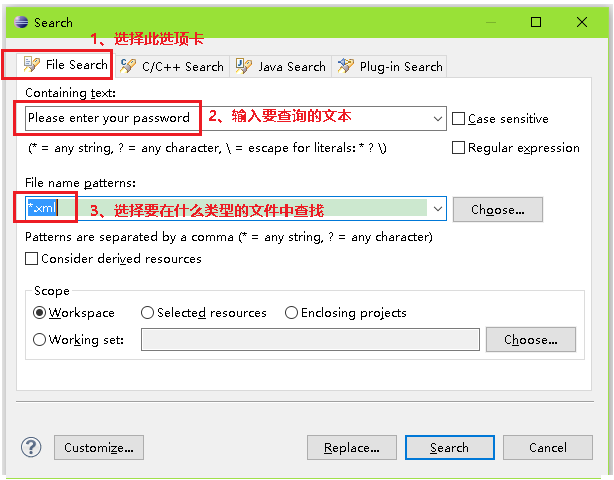 Search
1、选择此选项卡
File Search
C/C++ Search
Java Search
Plug-in Search
Containing text:
Please enter your password
2、输入要查询的文本
Case sensitive
(* = any string, ? = any character, \ = escape for literals: * ? \)
Regular expression
File name patterns:
*.xml
3、选择要在什么类型的文件中查找
Choose...
Patterns are separated by a comma (* = any string, ? = any character)
Consider derived resources
Scope
Workspace
Selected resources
Enclosing projects
Working set:
Choose...
?
Customize...
Replace...
Search
Cancel